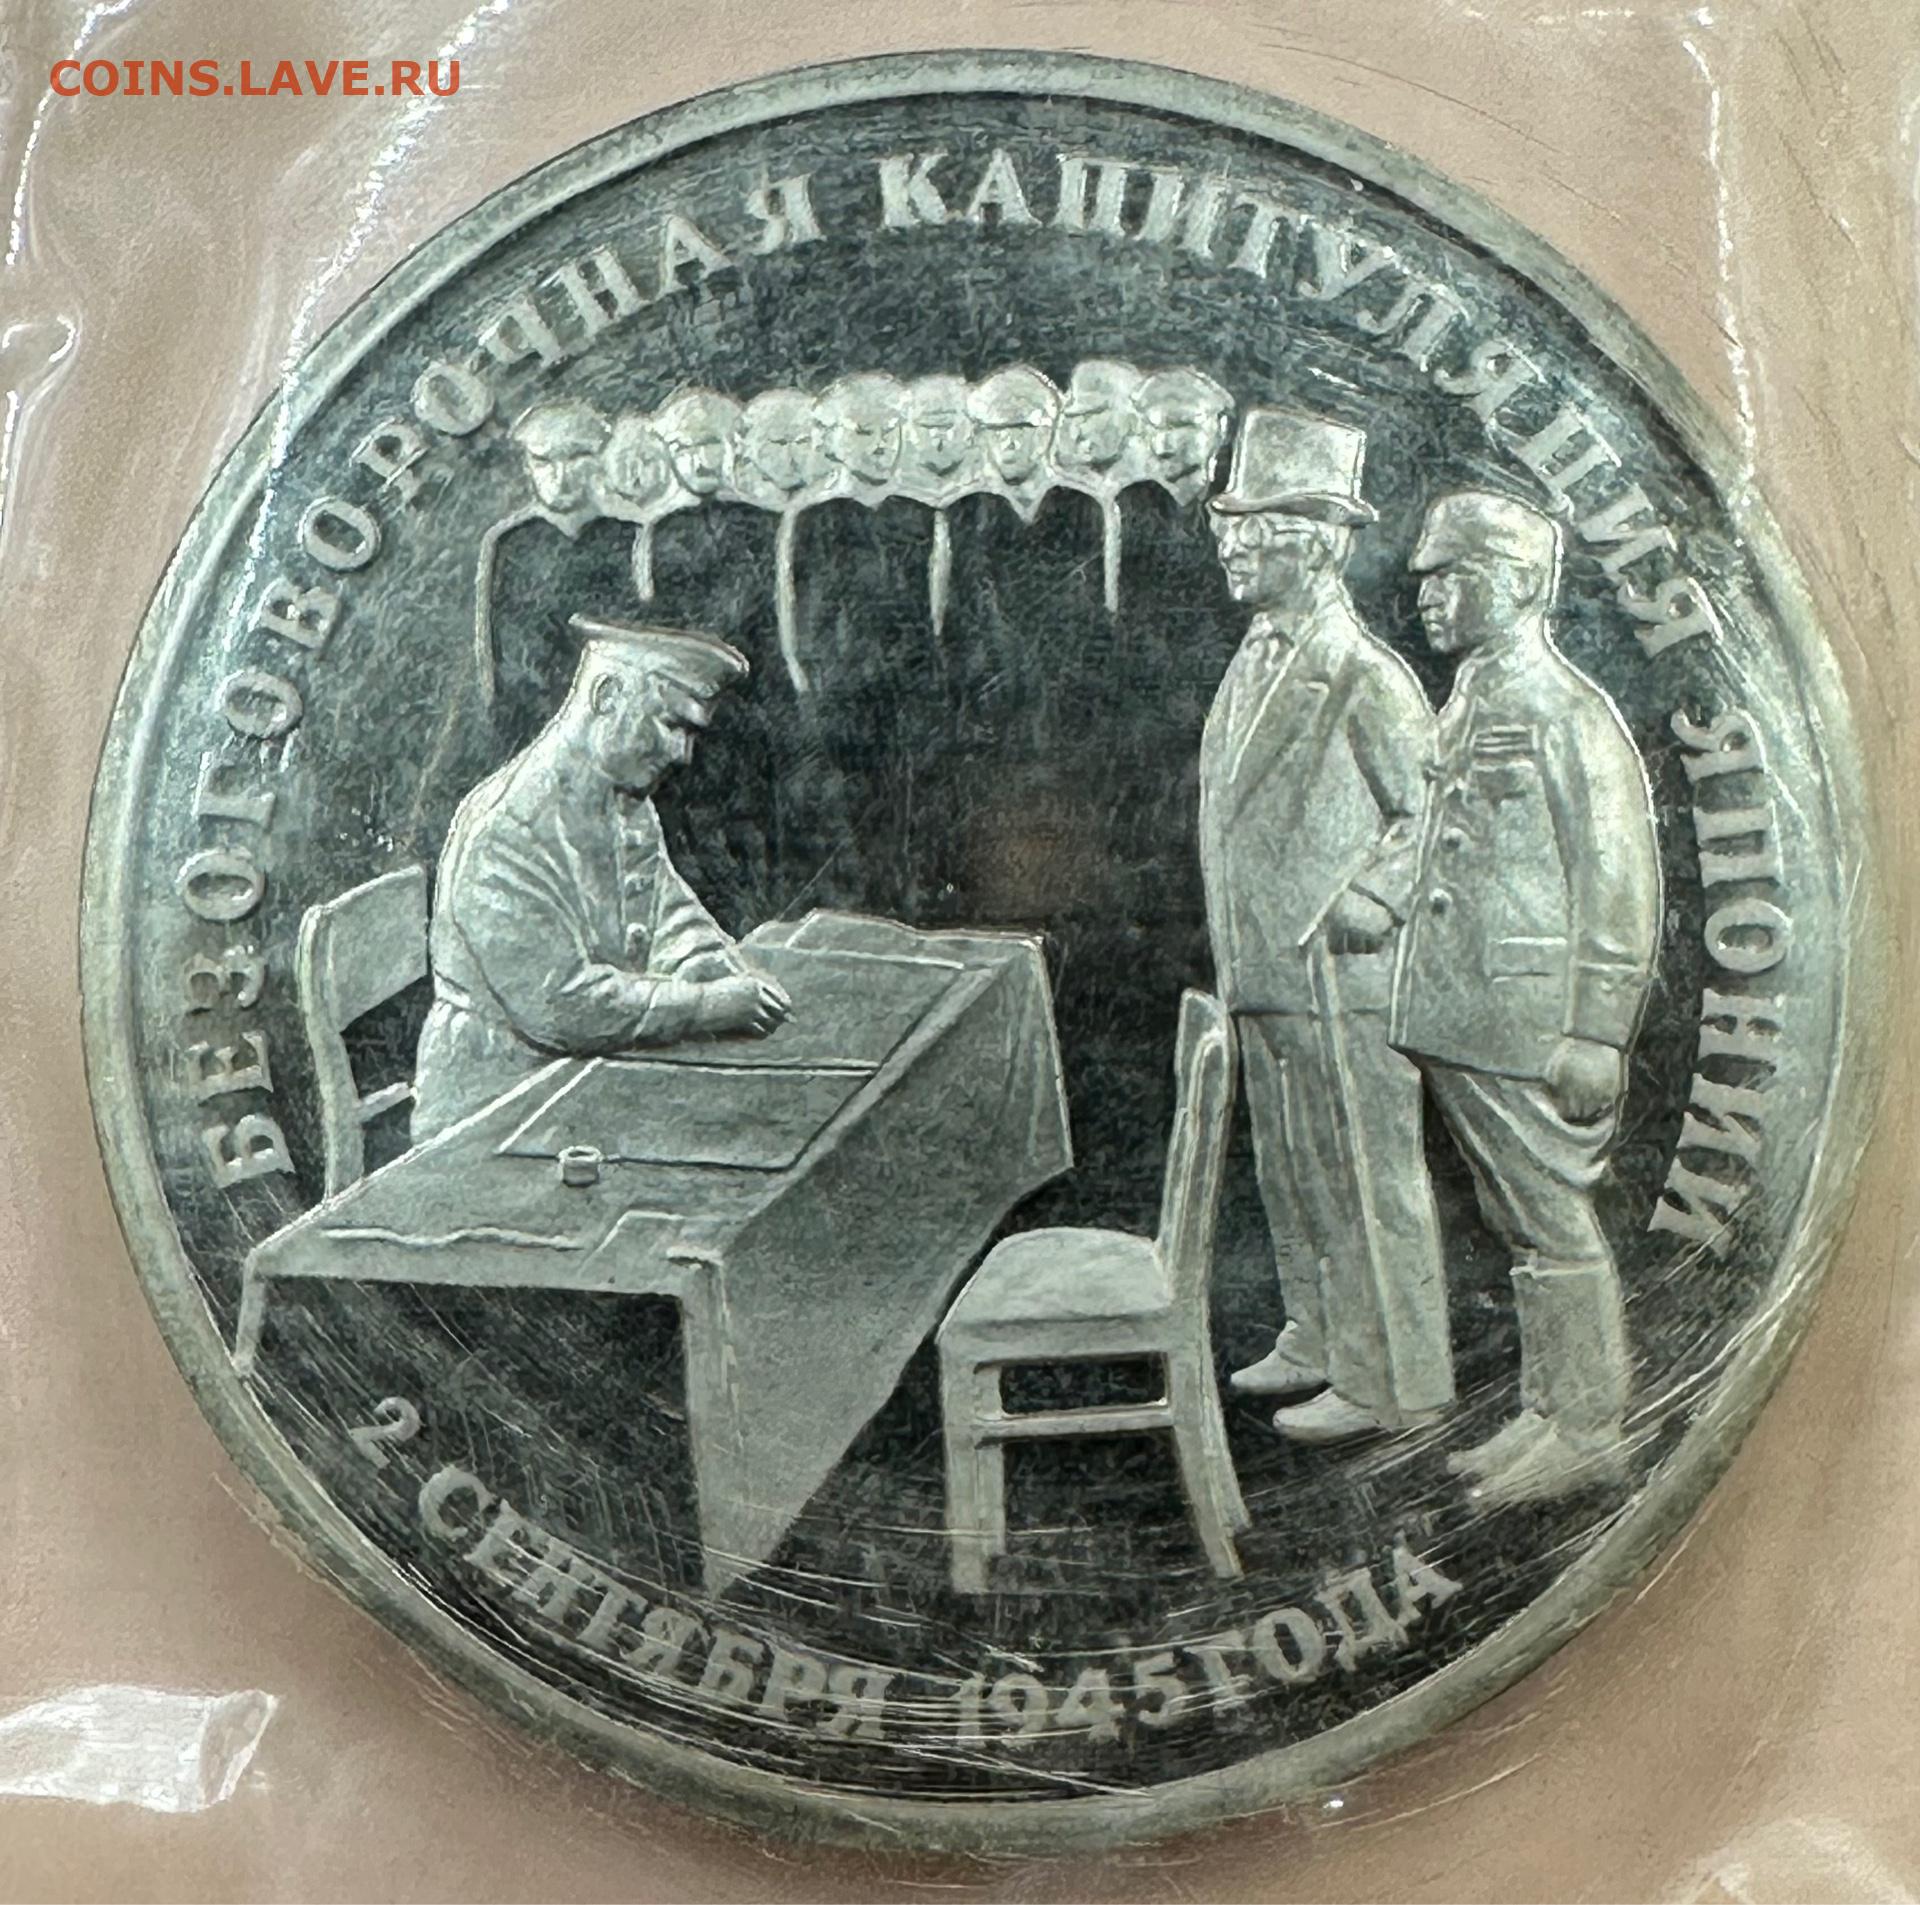 COINS.LAVE.RU
БЕЗОГОВОРОЧНАЯ КАПИТУЛЯЦИЯ ЯПОНИИ
2 СЕНТЯБРЯ 1945 ГОДА